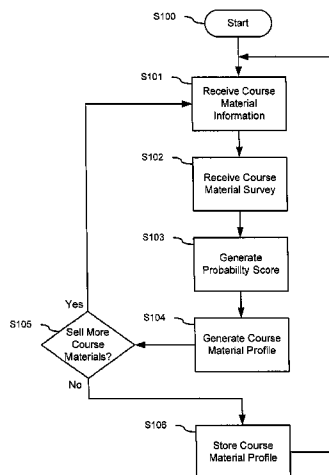 S100
Start
S101
Receive Course
Material
Information
S102
Receive Course
Material Survey
S103
Generate
Probability Score
S104
Generate Course
Material Profile
S105
Yes
Sell More
Course
Materials?
No
S106
Store Course
Material Profile